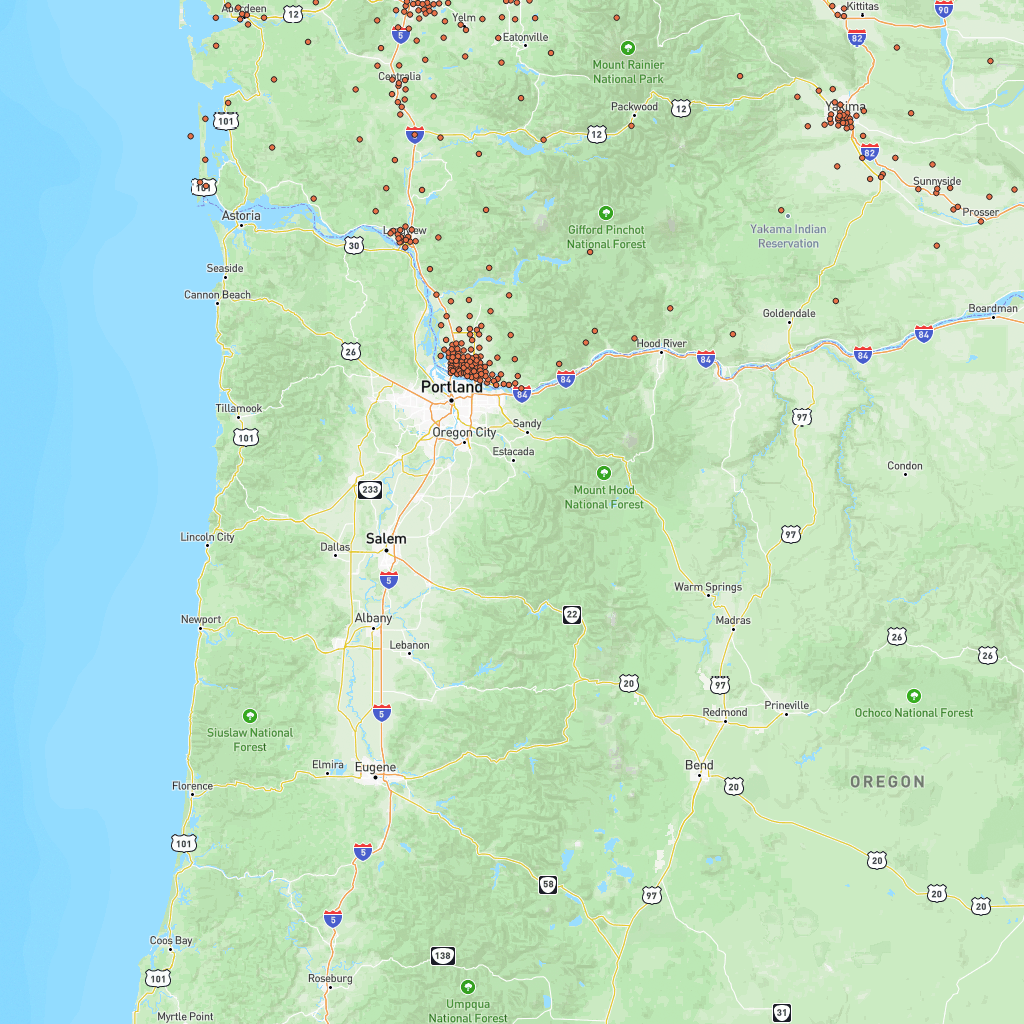 Aberdeen
12
Yelm
5
Eatonville
Kittitas
90
82
Mount Rainier
National Park
Centralia
Packwood
12
Yakima
101
12
82
Sunnyside
101
Prosser
Astoria
Longview
Gifford Pinchot
National Forest
Yakama Indian
Reservation
30
Seaside
Cannon Beach
Boardman
Goldendale
84
26
Hood River
84
84
84
Portland
84
Tillamook
101
97
Oregon City
Sandy
Estacada
Condon
Mount Hood
National Forest
233
Lincoln City
Salem
97
Dallas
5
Warm Springs
Newport
Albany
22
Madras
26
Lebanon
26
20
97
Ochoco National Forest
5
Redmond
Prineville
Siuslaw National
Forest
Elmira
Eugene
Bend
Florence
20
OREGON
101
5
20
58
97
20
20
5
Coos Bay
138
101
Roseburg
Umpqua
National Forest
Myrtle Point
31